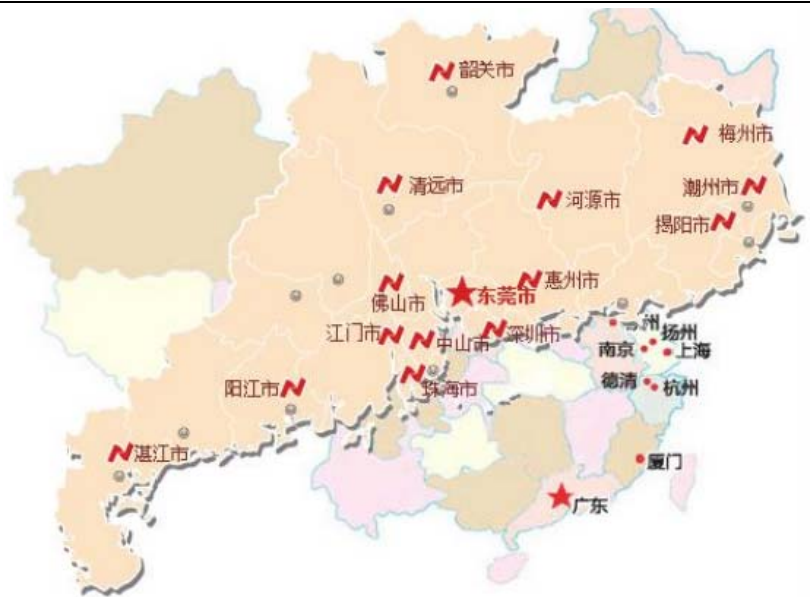 韶关市
梅州市
清远市
潮州市
河源市
揭阳市
惠州市
东莞市
佛山市
江门市
中山市
深圳市
州
扬州
南京
上海
阳江市
珠海市
德清
杭州
湛江市
厦门
广东